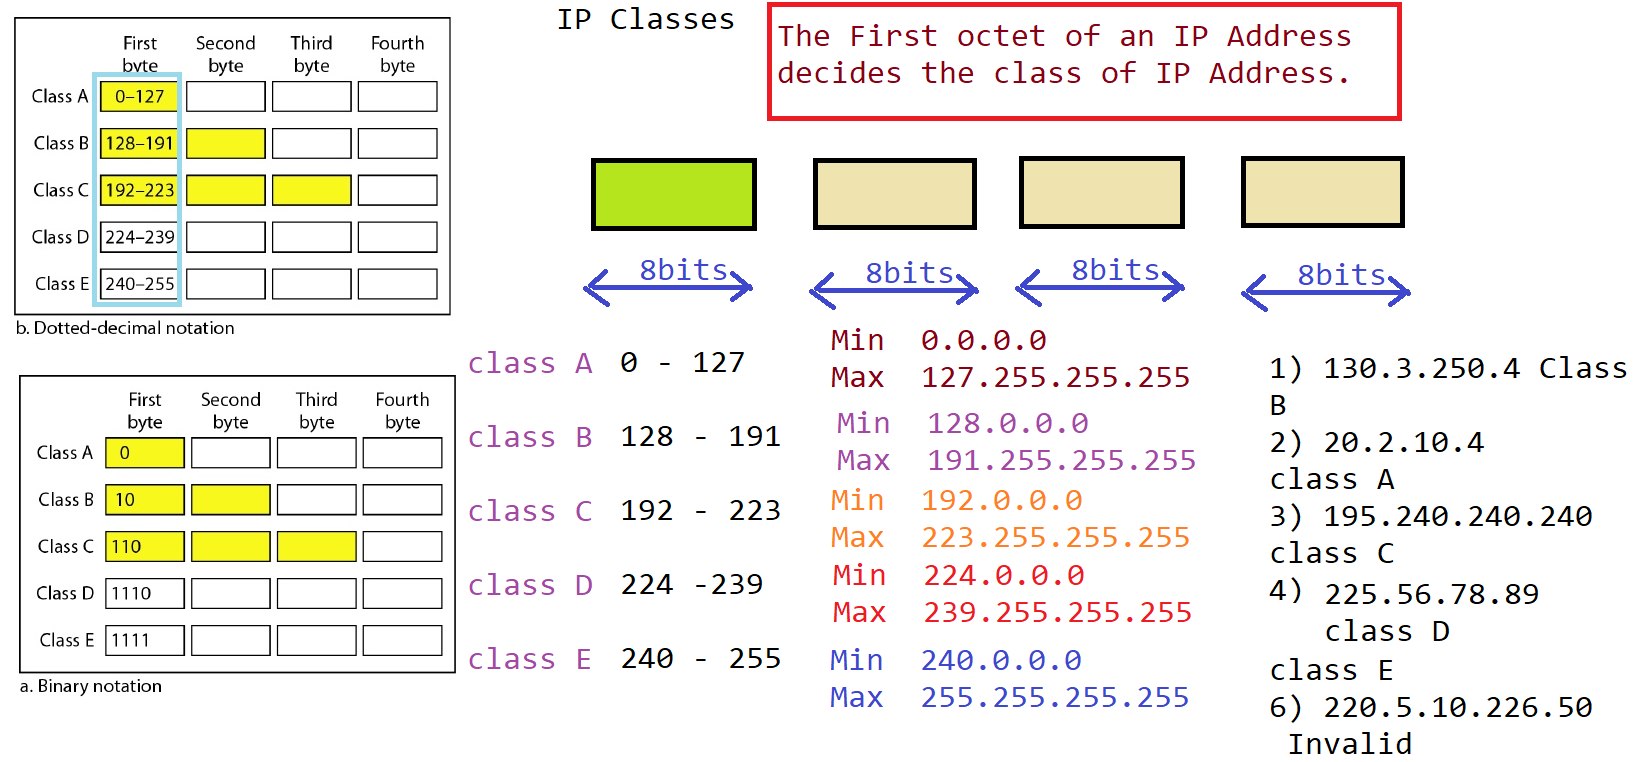 IP Classes
The First octet of an IP Address
decides the class of IP Address.
First Second Third Fourth
byte byte byte byte
Class A 0–127
Class B 128–191
Class C 192–223
Class D 224–239
Class E 240–255
b. Dotted-decimal notation
First Second Third Fourth
byte byte byte byte
Class A 0
Class B 10
Class C 110
Class D 1110
Class E 1111
a. Binary notation
8bits 8bits 8bits 8bits
class A 0 - 127
class B 128 - 191
class C 192 - 223
class D 224 -239
class E 240 - 255
Min 0.0.0.0
Max 127.255.255.255
Min 128.0.0.0
Max 191.255.255.255
Min 192.0.0.0
Max 223.255.255.255
Min 224.0.0.0
Max 239.255.255.255
Min 240.0.0.0
Max 255.255.255.255
1) 130.3.250.4 Class
B
2) 20.2.10.4
class A
3) 195.240.240.240
class C
4) 225.56.78.89
class D
class E
6) 220.5.10.226.50
Invalid